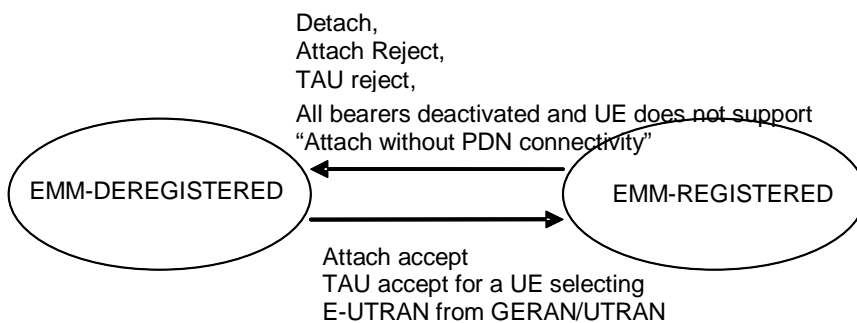 Detach,
Attach Reject,
TAU reject,
All bearers deactivated and UE does not support
“Attach without PDN connectivity”
EMM-DEREGISTERED
EMM-REGISTERED
Attach accept
TAU accept for a UE selecting
E-UTRAN from GERAN/UTRAN